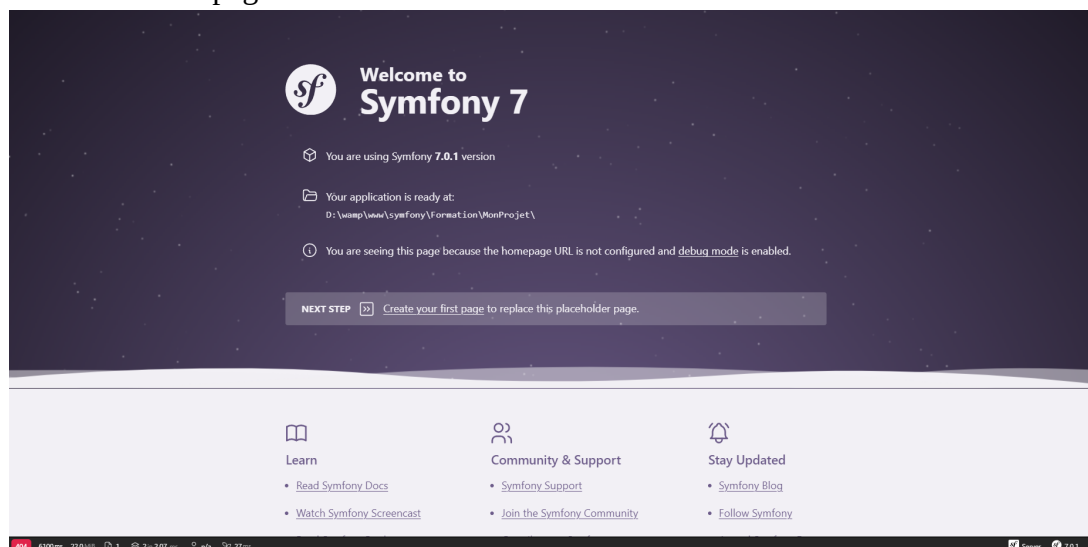 Welcome to
Symfony 7
You are using Symfony 7.0.1 version
Your application is ready at:
D:\wamp\www\symfony\Formation\MonProjet\
You are seeing this page because the homepage URL is not configured and debug mode is enabled.
NEXT STEP Create your first page to replace this placeholder page.
Learn
Read Symfony Docs
Watch Symfony Screencast
Community & Support
Symfony Support
Join the Symfony Community
Stay Updated
Symfony Blog
Follow Symfony
404
Server 7.0.1